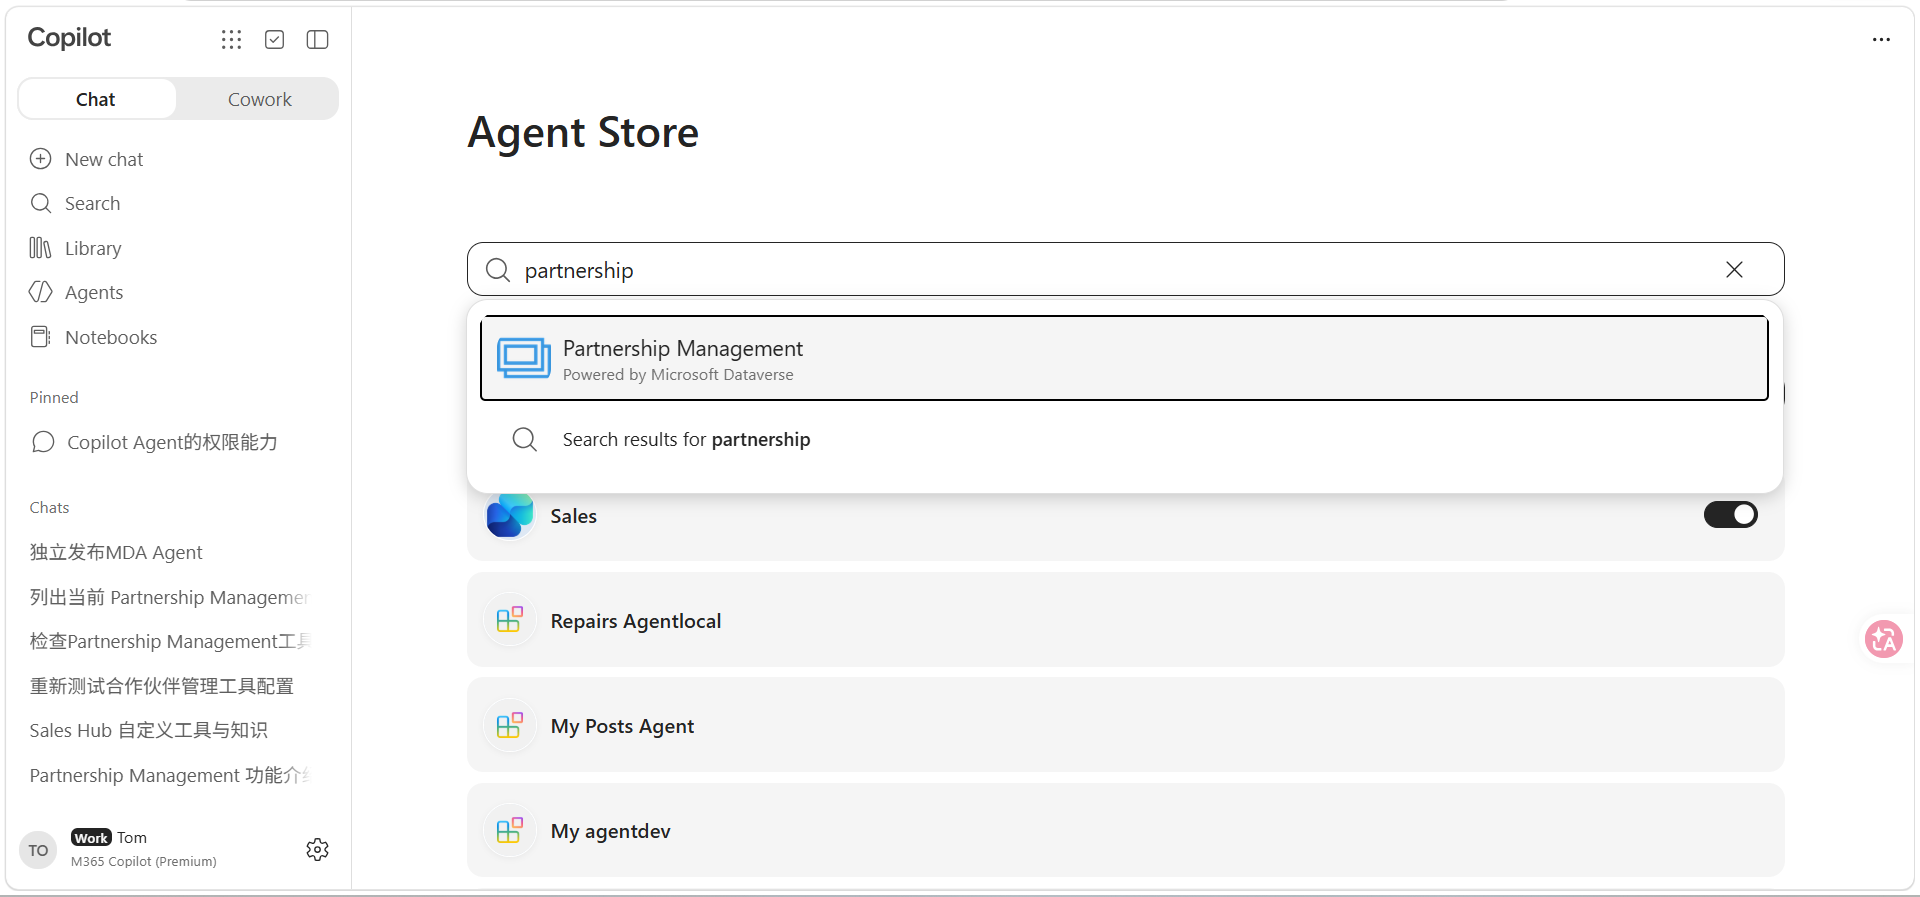 Copilot
Chat
Cowork
New chat
Search
Library
Agents
Notebooks
Pinned
Copilot Agent的权限能力
Chats
独立发布MDA Agent
列出当前 Partnership Managemen
检查Partnership Management工具
重新测试合作伙伴管理工具配置
Sales Hub 自定义工具与知识
Partnership Management 功能介绍
TO
Work Tom
M365 Copilot (Premium)
Agent Store
partnership
Partnership Management
Powered by Microsoft Dataverse
Search results for partnership
Sales
Repairs Agentlocal
My Posts Agent
My agentdev